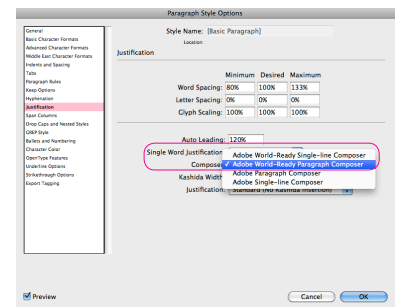 Paragraph Style Options
General
Basic Character Formats
Advanced Character Formats
Middle East Character Formats
Indents and Spacing
Tabs
Paragraph Rules
Keep Options
Hyphenation
Justification
Span Columns
Drop Caps and Nested Styles
GREP Style
Bullets and Numbering
Character Color
OpenType Features
Underline Options
Strikethrough Options
Export Tagging
Style Name: [Basic Paragraph]
Location:
Justification
Minimum Desired Maximum
Word Spacing: 80% 100% 133%
Letter Spacing: 0% 0% 0%
Glyph Scaling: 100% 100% 100%
Auto Leading: 120%
Single Word Justification
Adobe World-Ready Single-line Composer
Composer ✓ Adobe World-Ready Paragraph Composer
Adobe Paragraph Composer
Kashida Width
Adobe Single-line Composer
Justification: Standard (No Kashida Insertion)
Preview
Cancel
OK